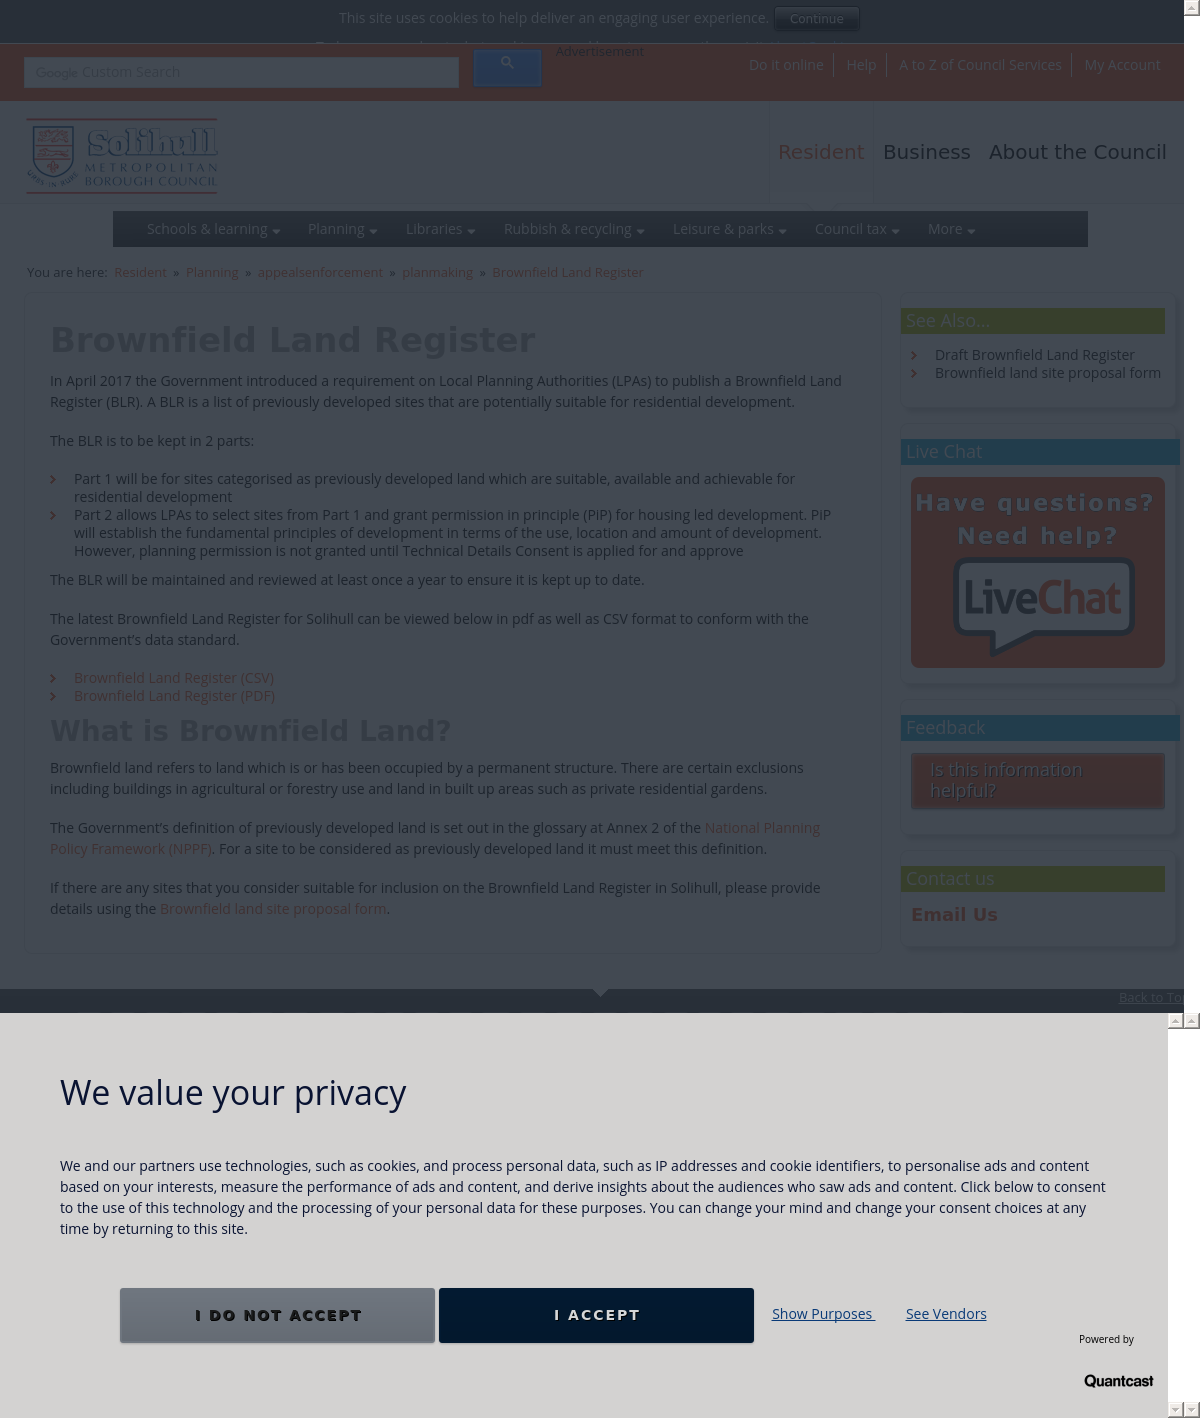 This site uses cookies to help deliver an engaging user experience. Continue
Advertisement
Google Custom Search
Do it online
Help
A to Z of Council Services
My Account
Solihull
METROPOLITAN
BOROUGH COUNCIL
Resident
Business
About the Council
Schools & learning
Planning
Libraries
Rubbish & recycling
Leisure & parks
Council tax
More
You are here: Resident » Planning » appealsenforcement » planmaking » Brownfield Land Register
Brownfield Land Register
In April 2017 the Government introduced a requirement on Local Planning Authorities (LPAs) to publish a Brownfield Land
Register (BLR). A BLR is a list of previously developed sites that are potentially suitable for residential development.
The BLR is to be kept in 2 parts:
Part 1 will be for sites categorised as previously developed land which are suitable, available and achievable for
residential development
Part 2 allows LPAs to select sites from Part 1 and grant permission in principle (PiP) for housing led development. PiP
will establish the fundamental principles of development in terms of the use, location and amount of development.
However, planning permission is not granted until Technical Details Consent is applied for and approve
The BLR will be maintained and reviewed at least once a year to ensure it is kept up to date.
The latest Brownfield Land Register for Solihull can be viewed below in pdf as well as CSV format to conform with the
Government's data standard.
Brownfield Land Register (CSV)
Brownfield Land Register (PDF)
What is Brownfield Land?
Brownfield land refers to land which is or has been occupied by a permanent structure. There are certain exclusions
including buildings in agricultural or forestry use and land in built up areas such as private residential gardens.
The Government's definition of previously developed land is set out in the glossary at Annex 2 of the National Planning
Policy Framework (NPPF). For a site to be considered as previously developed land it must meet this definition.
If there are any sites that you consider suitable for inclusion on the Brownfield Land Register in Solihull, please provide
details using the Brownfield land site proposal form.
See Also...
Draft Brownfield Land Register
Brownfield land site proposal form
Live Chat
Have questions?
Need help?
LiveChat
Feedback
Is this information
helpful?
Contact us
Email Us
Back to To
We value your privacy
We and our partners use technologies, such as cookies, and process personal data, such as IP addresses and cookie identifiers, to personalise ads and content
based on your interests, measure the performance of ads and content, and derive insights about the audiences who saw ads and content. Click below to consent
to the use of this technology and the processing of your personal data for these purposes. You can change your mind and change your consent choices at any
time by returning to this site.
I DO NOT ACCEPT
I ACCEPT
Show Purposes
See Vendors
Powered by
Quantcast